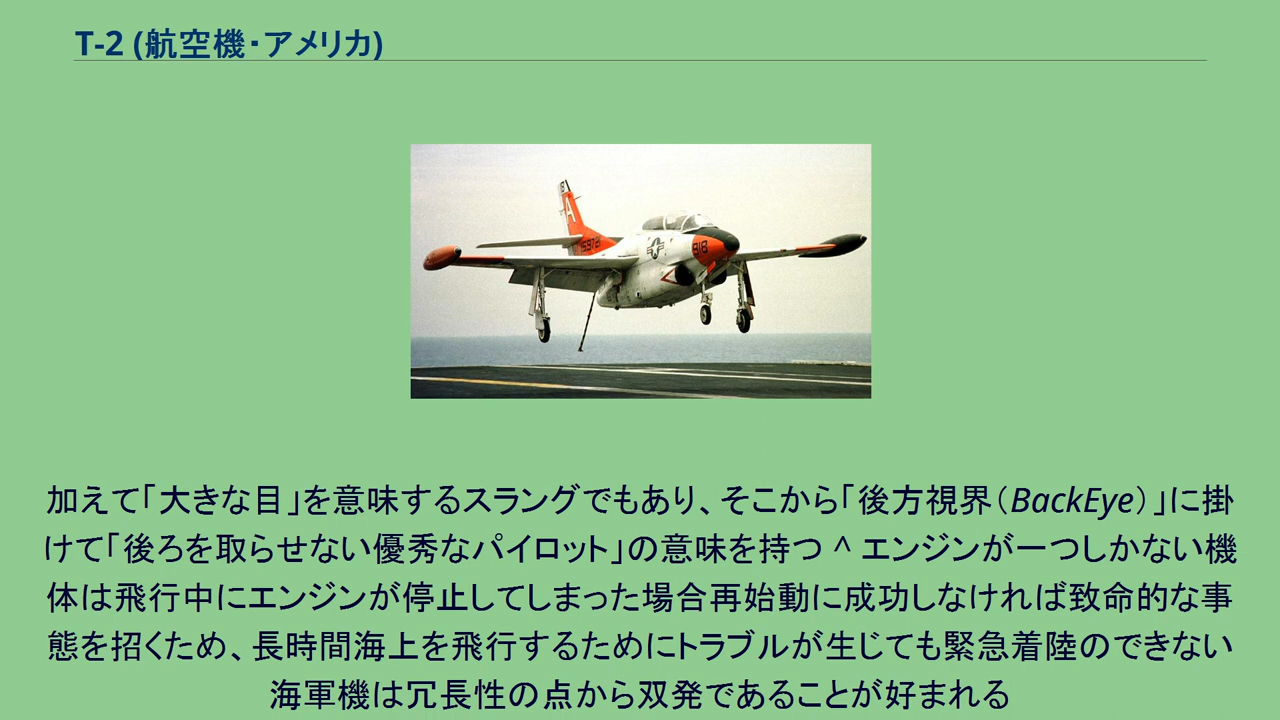 T-2 (航空機・アメリカ)
A
159721
818
加えて｢大きな目｣を意味するスラングでもあり、そこから｢後方視界（BackEye）｣に掛
けて｢後ろを取らせない優秀なパイロット｣の意味を持つ ^ エンジンが一つしかない機
体は飛行中にエンジンが停止してしまった場合再始動に成功しなければ致命的な事
態を招くため、長時間海上を飛行するためにトラブルが生じても緊急着陸のできない
海軍機は冗長性の点から双発であることが好まれる